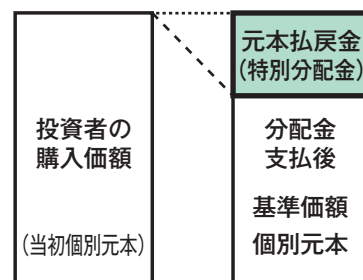 投資者の
購入価額
(当初個別元本)
元本払戻金
(特別分配金)
分配金
支払後
基準価額
個別元本